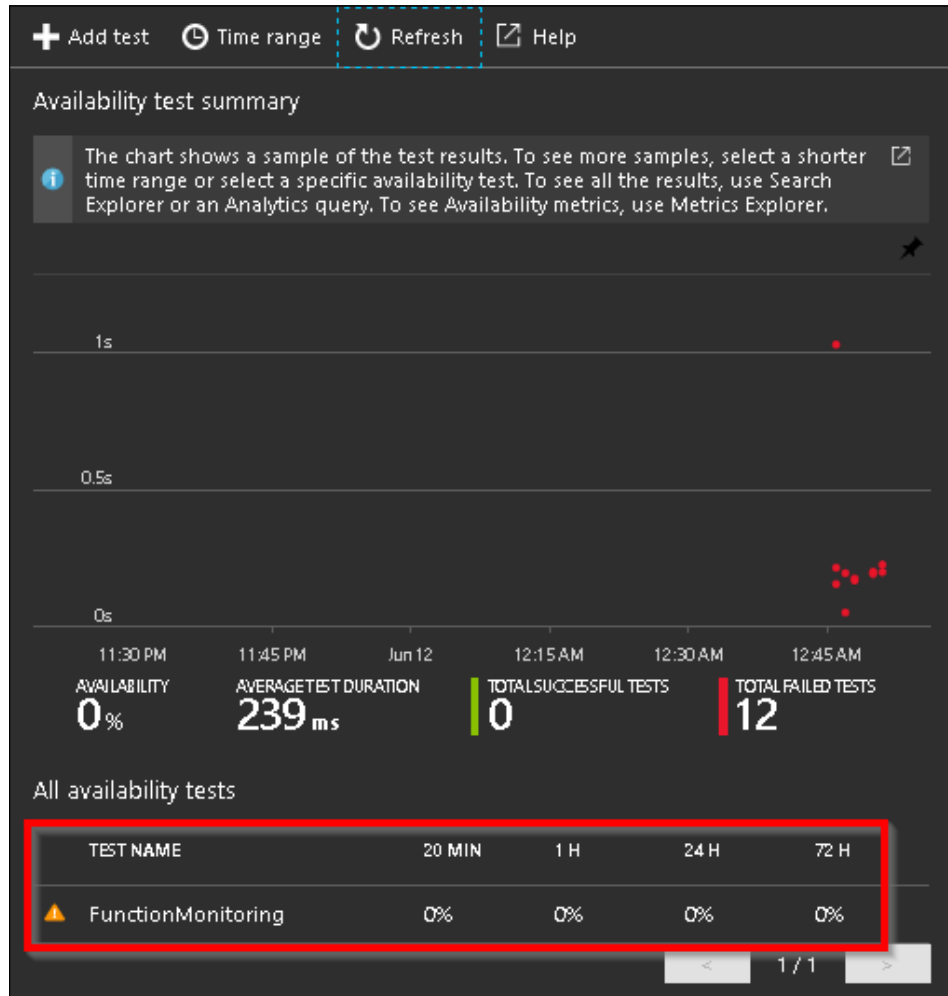 Add test Time range Refresh Help
Availability test summary
The chart shows a sample of the test results. To see more samples, select a shorter
time range or select a specific availability test. To see all the results, use Search
Explorer or an Analytics query. To see Availability metrics, use Metrics Explorer.
1s
0.5s
0s
11:30 PM 11:45 PM Jun 12 12:15 AM 12:30 AM 12:45 AM
AVAILABILITY AVERAGE TEST DURATION TOTAL SUCCESSFUL TESTS TOTAL FAILED TESTS
0% 239 ms 0 12
All availability tests
TEST NAME 20 MIN 1 H 24 H 72 H
FunctionMonitoring 0% 0% 0% 0%
< 1 / 1 >